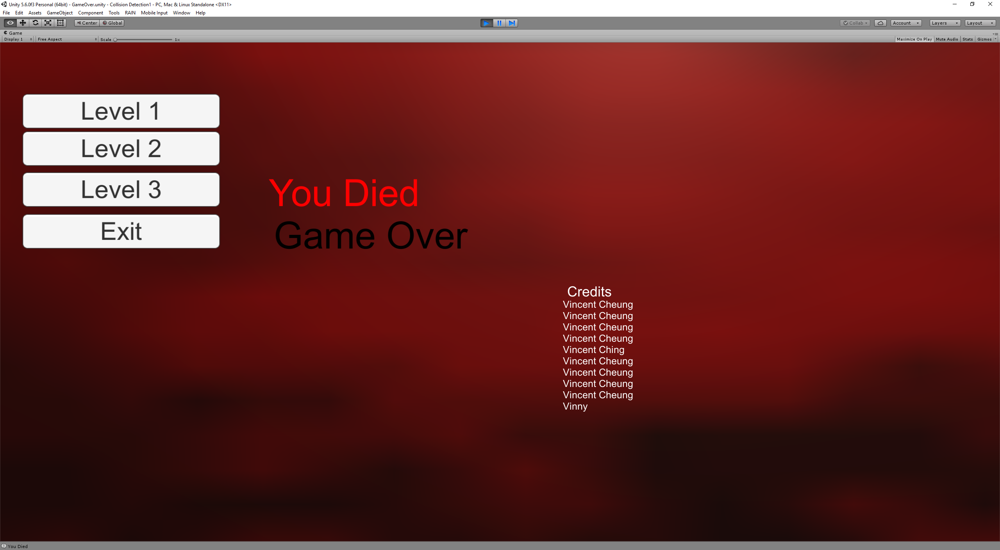 Unity 5.6.0f3 Personal (64bit) - GameOver.unity - Collision Detection1 - PC, Mac & Linux Standalone <DX11>
File Edit Assets GameObject Component Tools RAIN Mobile Input Window Help
Center Global Collab Account Layers Layout
Game
Display 1 Free Aspect Scale 1x Maximize On Play Mute Audio Stats Gizmos
Level 1
Level 2
Level 3
Exit
You Died
Game Over
Credits
Vincent Cheung
Vincent Cheung
Vincent Cheung
Vincent Cheung
Vincent Ching
Vincent Cheung
Vincent Cheung
Vincent Cheung
Vincent Cheung
Vinny
You Died